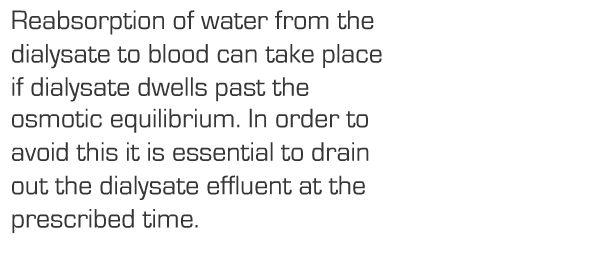 Reabsorption of water from the
dialysate to blood can take place
if dialysate dwells past the
osmotic equilibrium. In order to
avoid this it is essential to drain
out the dialysate effluent at the
prescribed time.